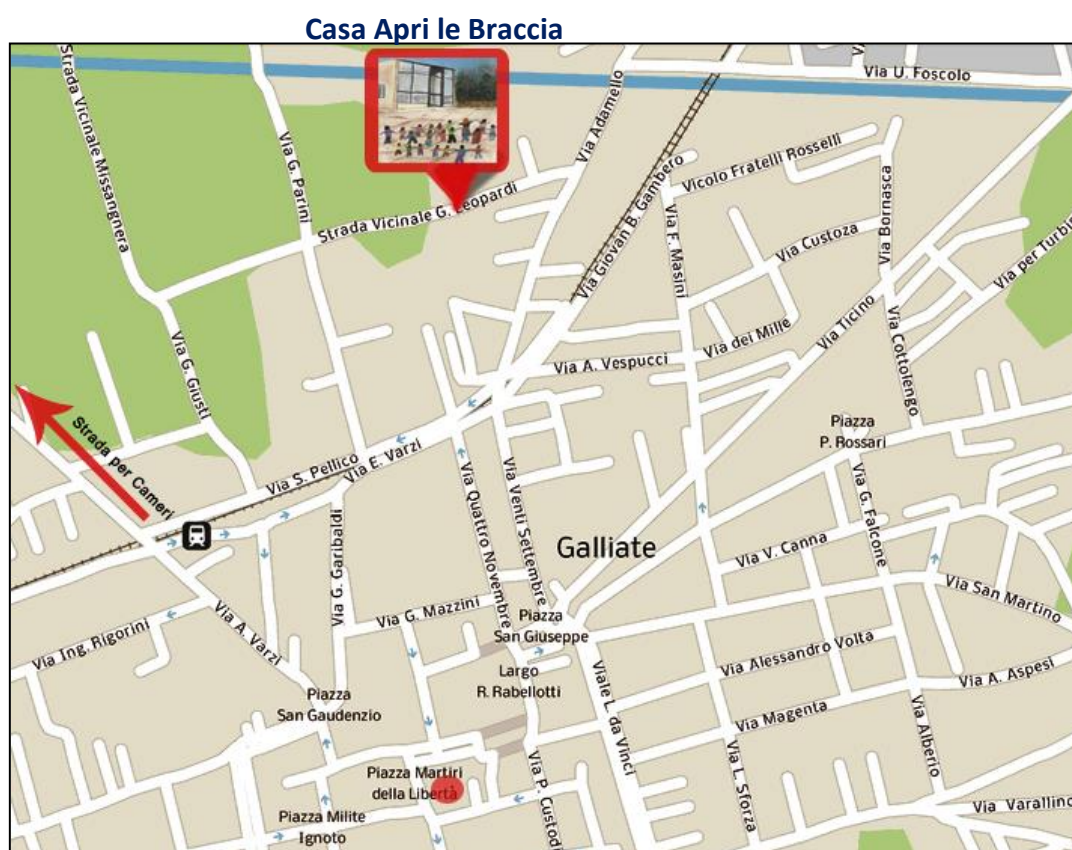 Casa Apri le Braccia
Via U. Foscolo
Strada Vicinale Missangnera
Via G. Parini
Via Adamello
Strada Vicinale G. Leopardi
Via Giovan B. Gambero
Vicolo Fratelli Rosselli
Via F. Masini
Via Custoza
Via Bornasca
Via per Turbig
Via Ticino
Via dei Mille
Via A. Vespucci
Via Cottolengo
Via G. Giusti
Strada per Cameri
Via S. Pellico
Via E. Varzi
Piazza
P. Rossari
Via Quattro Novembre
Via Venti Settembre
Via G. Falcone
Galliate
Via V. Canna
Via G. Garibaldi
Via San Martino
Via G. Mazzini
Piazza
San Giuseppe
Via A. Varzi
Via Ing. Rigorini
Via Alessandro Volta
Largo
R. Rabellotti
Via A. Aspesi
Piazza
San Gaudenzio
Viale L. da Vinci
Via Magenta
Via Alberio
Via L. Sforza
Via P. Custodi
Piazza Martiri
della Libertà
Via Varallino
Piazza Milite
Ignoto